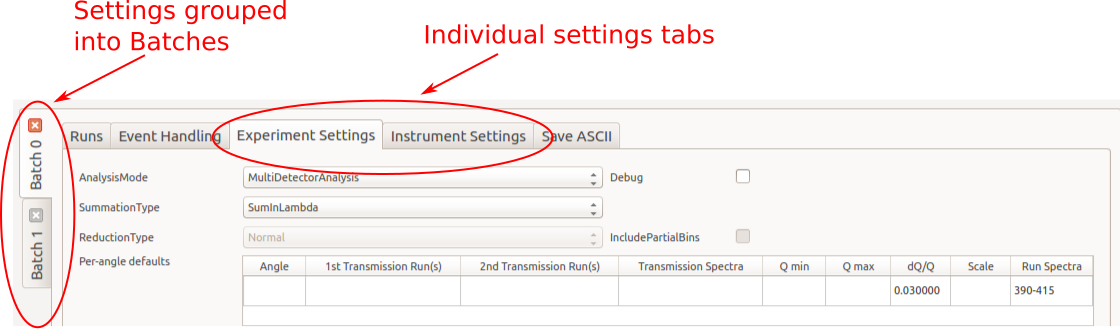 Settings grouped
into Batches
Individual settings tabs
Batch 0
Batch 1
Runs Event Handling Experiment Settings Instrument Settings Save ASCII
AnalysisMode MultiDetectorAnalysis Debug
SummationType SumInLambda
ReductionType Normal IncludePartialBins
Per-angle defaults
Angle 1st Transmission Run(s) 2nd Transmission Run(s) Transmission Spectra Q min Q max dQ/Q Scale Run Spectra
0.030000 390-415